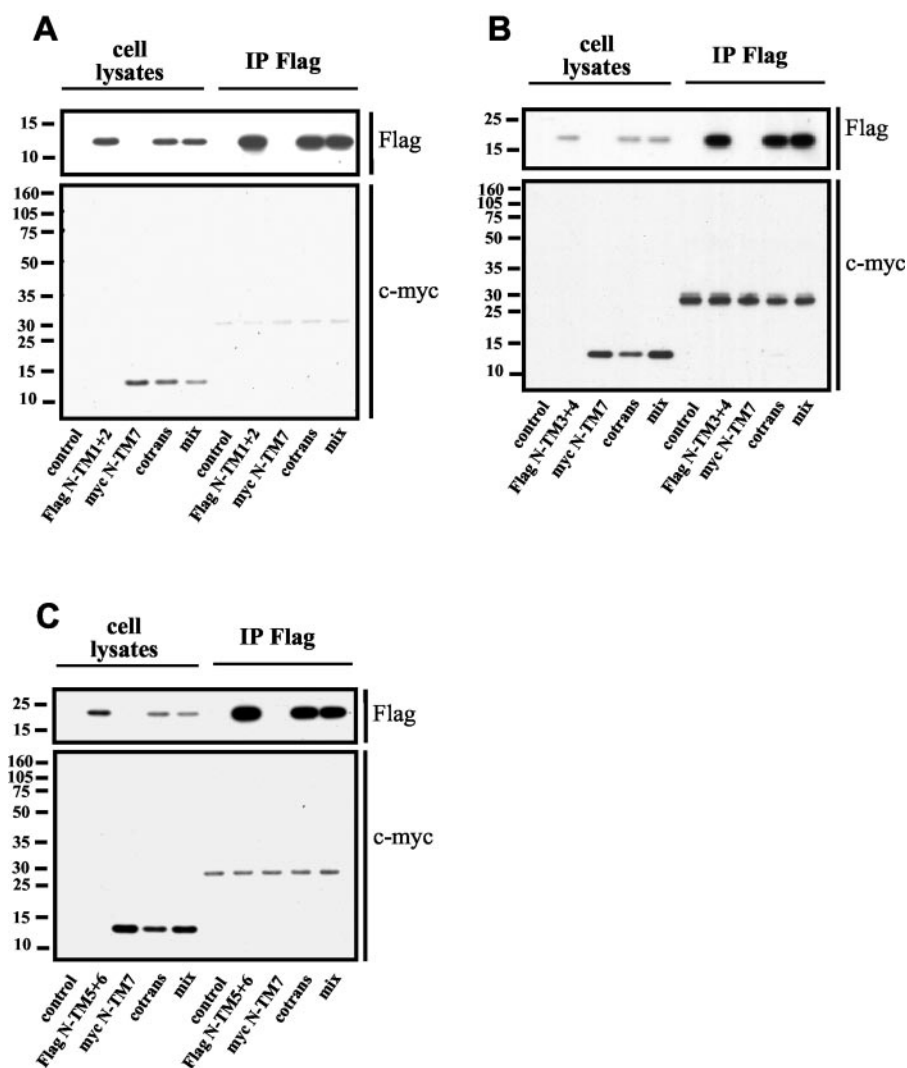 A
cell
lysates
IP Flag
15
10
Flag
160
105
75
50
35
30
25
15
10
c-myc
control
Flag N-TM1+2
myc N-TM7
cotrans
mix
control
Flag N-TM1+2
myc N-TM7
cotrans
mix
B
cell
lysates
IP Flag
25
15
Flag
160
105
75
50
35
30
25
15
10
c-myc
control
Flag N-TM3+4
myc N-TM7
cotrans
mix
control
Flag N-TM3+4
myc N-TM7
cotrans
mix
C
cell
lysates
IP Flag
25
15
Flag
160
105
75
50
35
30
25
15
10
c-myc
control
Flag N-TM5+6
myc N-TM7
cotrans
mix
control
Flag N-TM5+6
myc N-TM7
cotrans
mix